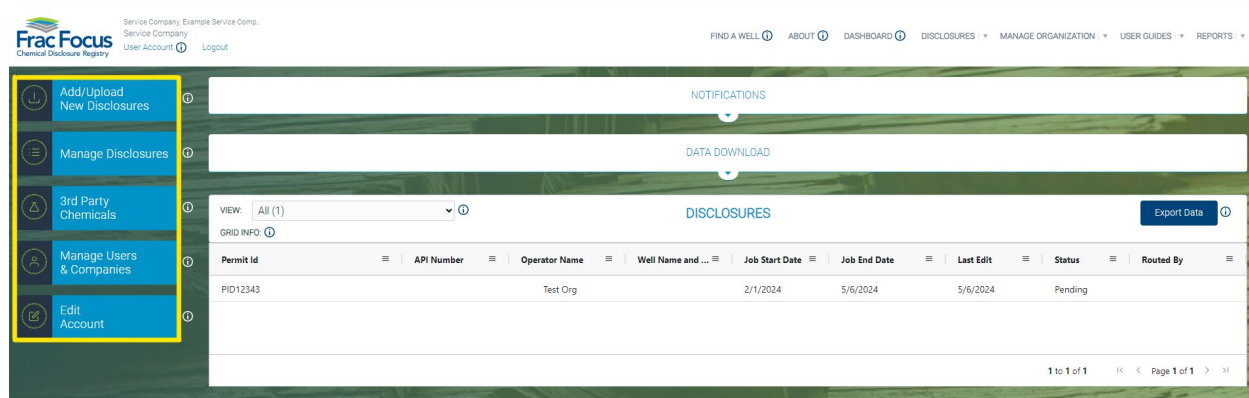 Frac Focus
Chemical Disclosure Registry
Service Company, Example Service Comp..
Service Company
User Account
Logout
FIND A WELL ABOUT DASHBOARD DISCLOSURES MANAGE ORGANIZATION USER GUIDES REPORTS
Add/Upload
New Disclosures
Manage Disclosures
3rd Party
Chemicals
Manage Users
& Companies
Edit
Account
NOTIFICATIONS
DATA DOWNLOAD
VIEW: All (1)
DISCLOSURES
Export Data
GRID INFO:
Permit Id API Number Operator Name Well Name and ... Job Start Date Job End Date Last Edit Status Routed By
PID12343 Test Org 2/1/2024 5/6/2024 5/6/2024 Pending
1 to 1 of 1 Page 1 of 1